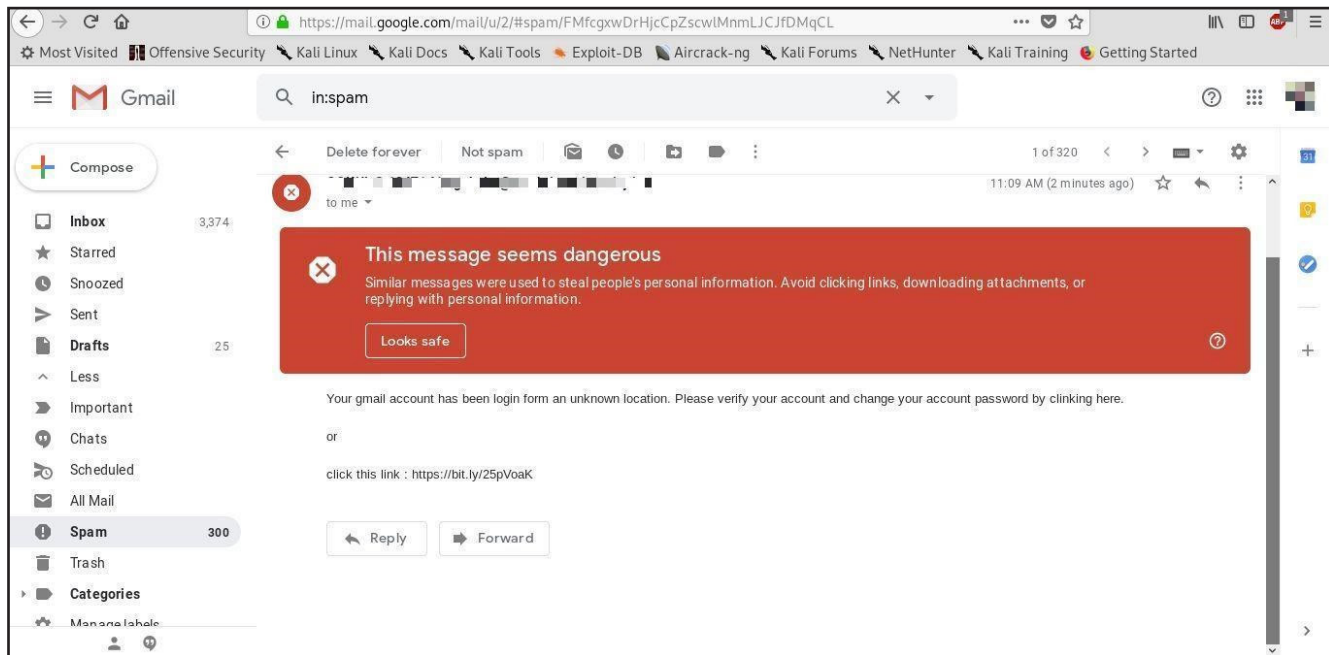 https://mail.google.com/mail/u/2/#spam/FMfcgxwDrHjcCpZscwlMnmLJCJfDMqCL
ABP 1
Most Visited Offensive Security Kali Linux Kali Docs Kali Tools Exploit-DB Aircrack-ng Kali Forums NetHunter Kali Training Getting Started
Gmail
in:spam
Compose
Delete forever Not spam 1 of 320
31
11:09 AM (2 minutes ago)
to me
Inbox 3,374
Starred
Snoozed
Sent
Drafts 25
Less
Important
Chats
Scheduled
All Mail
Spam 300
Trash
Categories
Manage labels
This message seems dangerous
Similar messages were used to steal people's personal information. Avoid clicking links, downloading attachments, or
replying with personal information.
Looks safe
Your gmail account has been login form an unknown location. Please verify your account and change your account password by clinking here.
or
click this link : https://bit.ly/25pVoaK
Reply Forward